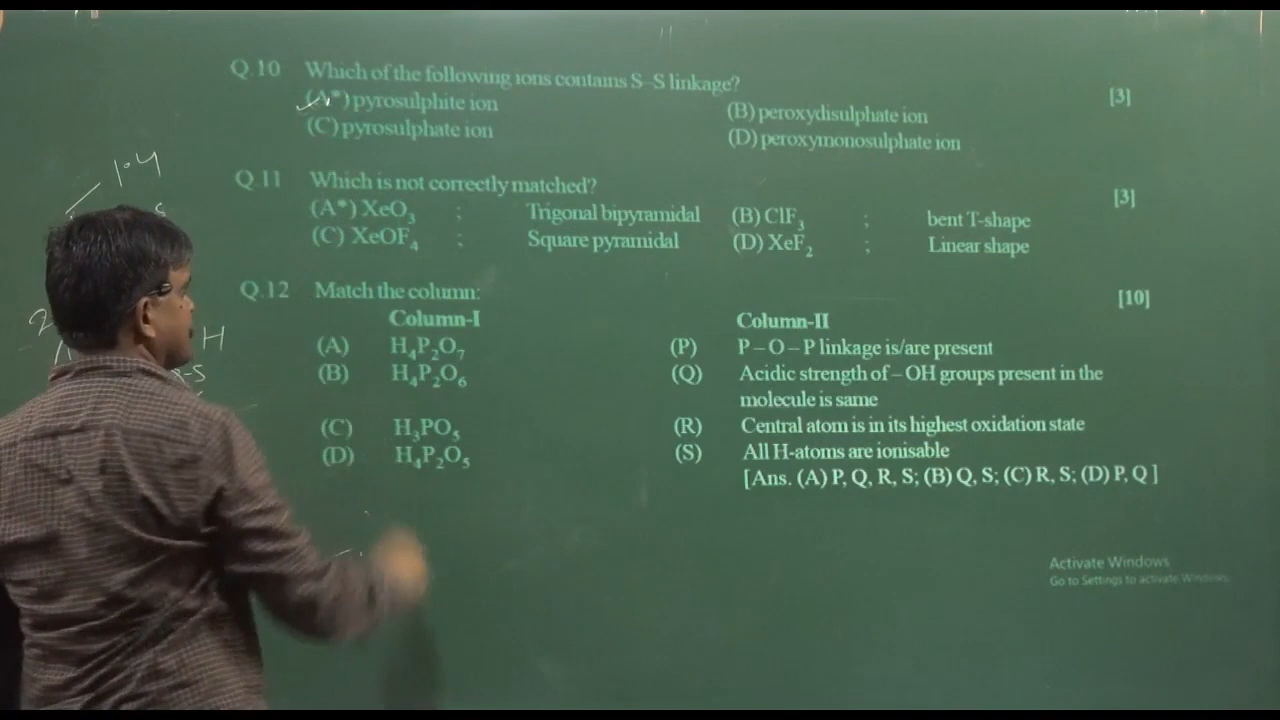 Q.10 Which of the following ions contains S–S linkage? [3]
(A*) pyrosulphite ion (B) peroxydisulphate ion
(C) pyrosulphate ion (D) peroxymonosulphate ion
1.4
Q.11 Which is not correctly matched? [3]
(A*) XeO3 ; Trigonal bipyramidal (B) ClF3 ; bent T-shape
(C) XeOF4 ; Square pyramidal (D) XeF2 ; Linear shape
Q.12 Match the column: [10]
Column-I Column-II
(A) H4P2O7 (P) P – O – P linkage is/are present
(B) H4P2O6 (Q) Acidic strength of – OH groups present in the
molecule is same
(C) H3PO5 (R) Central atom is in its highest oxidation state
(D) H4P2O5 (S) All H-atoms are ionisable
[Ans. (A) P, Q, R, S; (B) Q, S; (C) R, S; (D) P, Q ]
H
Activate Windows
Go to Settings to activate Windows.